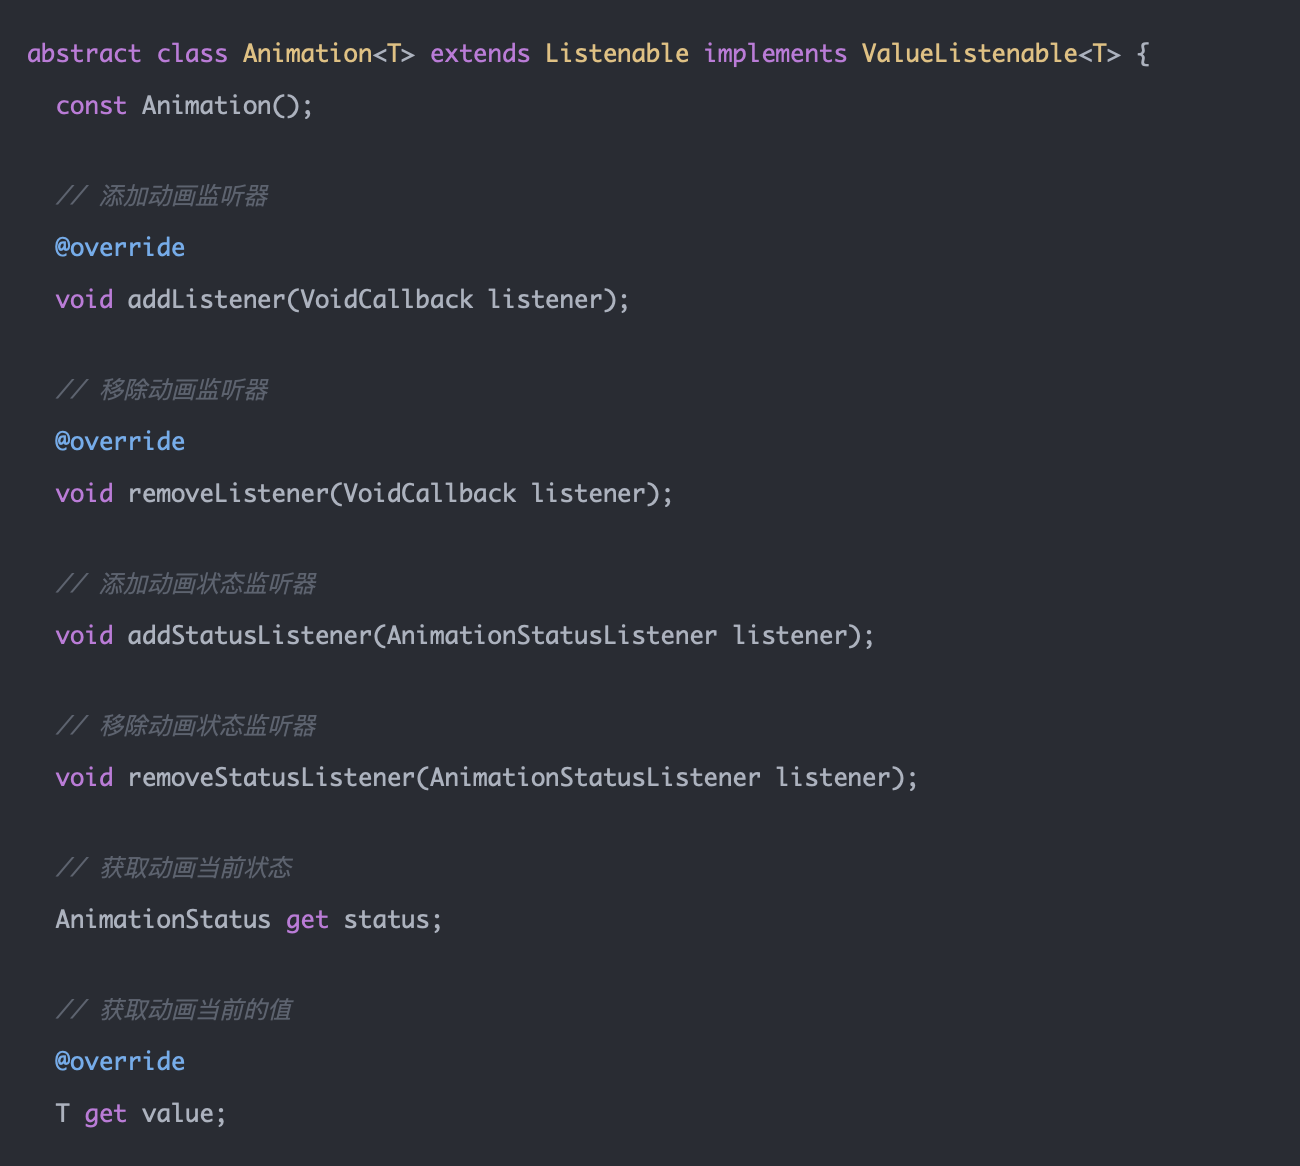 abstract class Animation<T> extends Listenable implements ValueListenable<T> {
const Animation();
// 添加动画监听器
@override
void addListener(VoidCallback listener);
// 移除动画监听器
@override
void removeListener(VoidCallback listener);
// 添加动画状态监听器
void addStatusListener(AnimationStatusListener listener);
// 移除动画状态监听器
void removeStatusListener(AnimationStatusListener listener);
// 获取动画当前状态
AnimationStatus get status;
// 获取动画当前的值
@override
T get value;